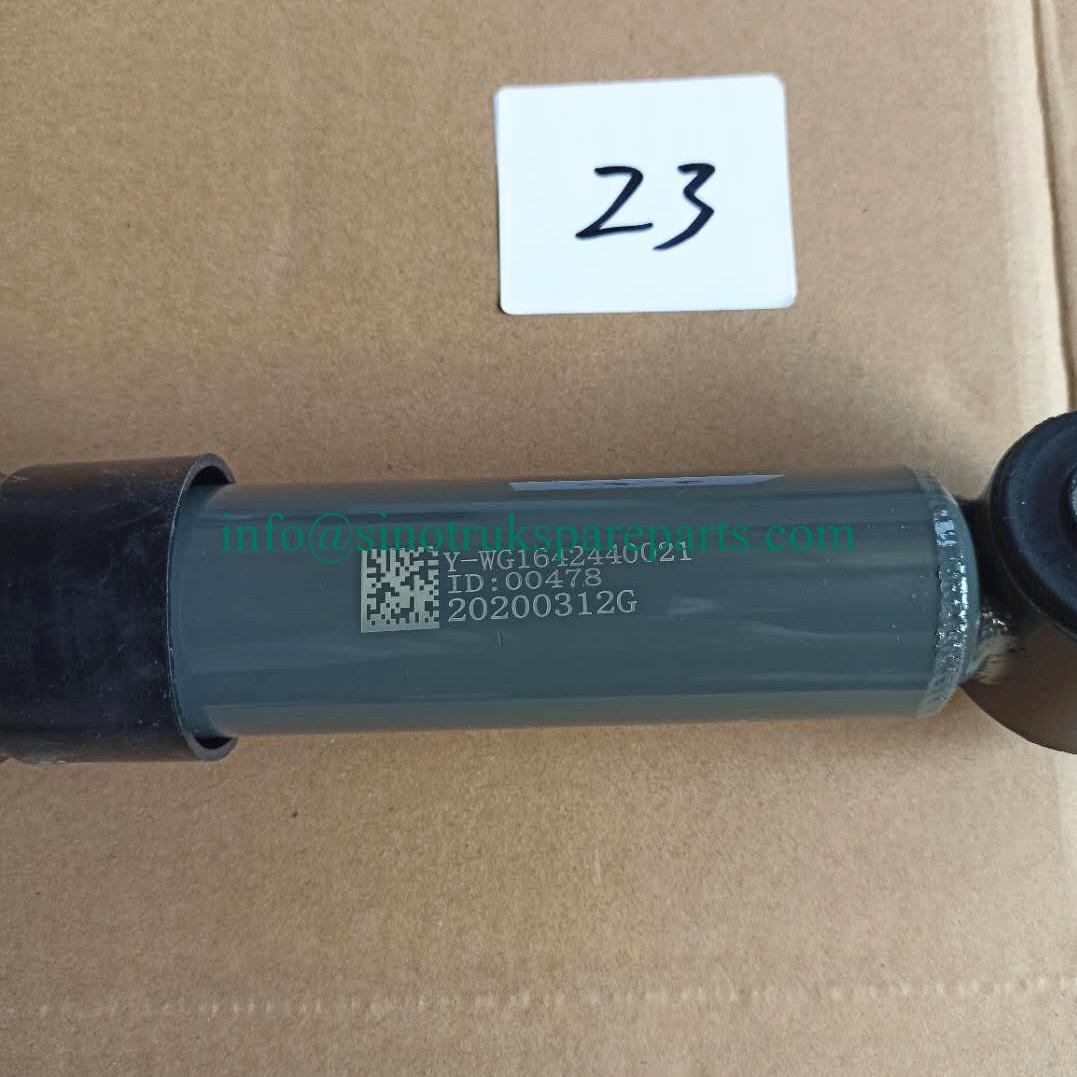 23
info@sinotrukspareparts.com
Y-WG1642440021
ID:00478
20200312G